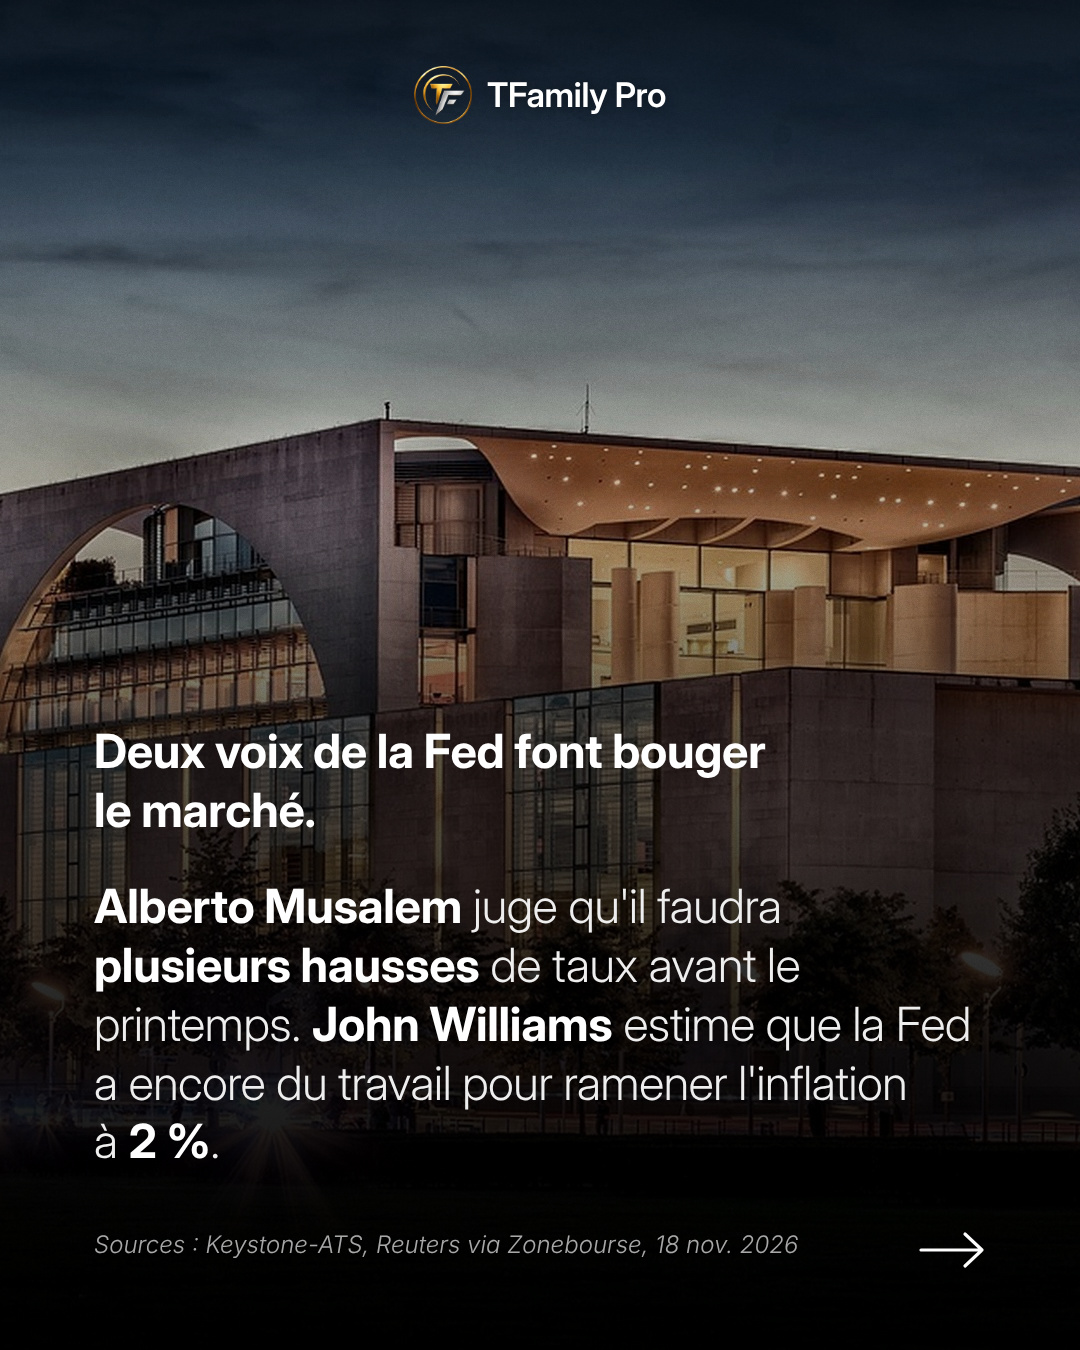 TFamily Pro
Deux voix de la Fed font bouger
le marché.
Alberto Musalem juge qu'il faudra
plusieurs hausses de taux avant le
printemps. John Williams estime que la Fed
a encore du travail pour ramener l'inflation
à 2 %.
Sources : Keystone-ATS, Reuters via Zonebourse, 18 nov. 2026